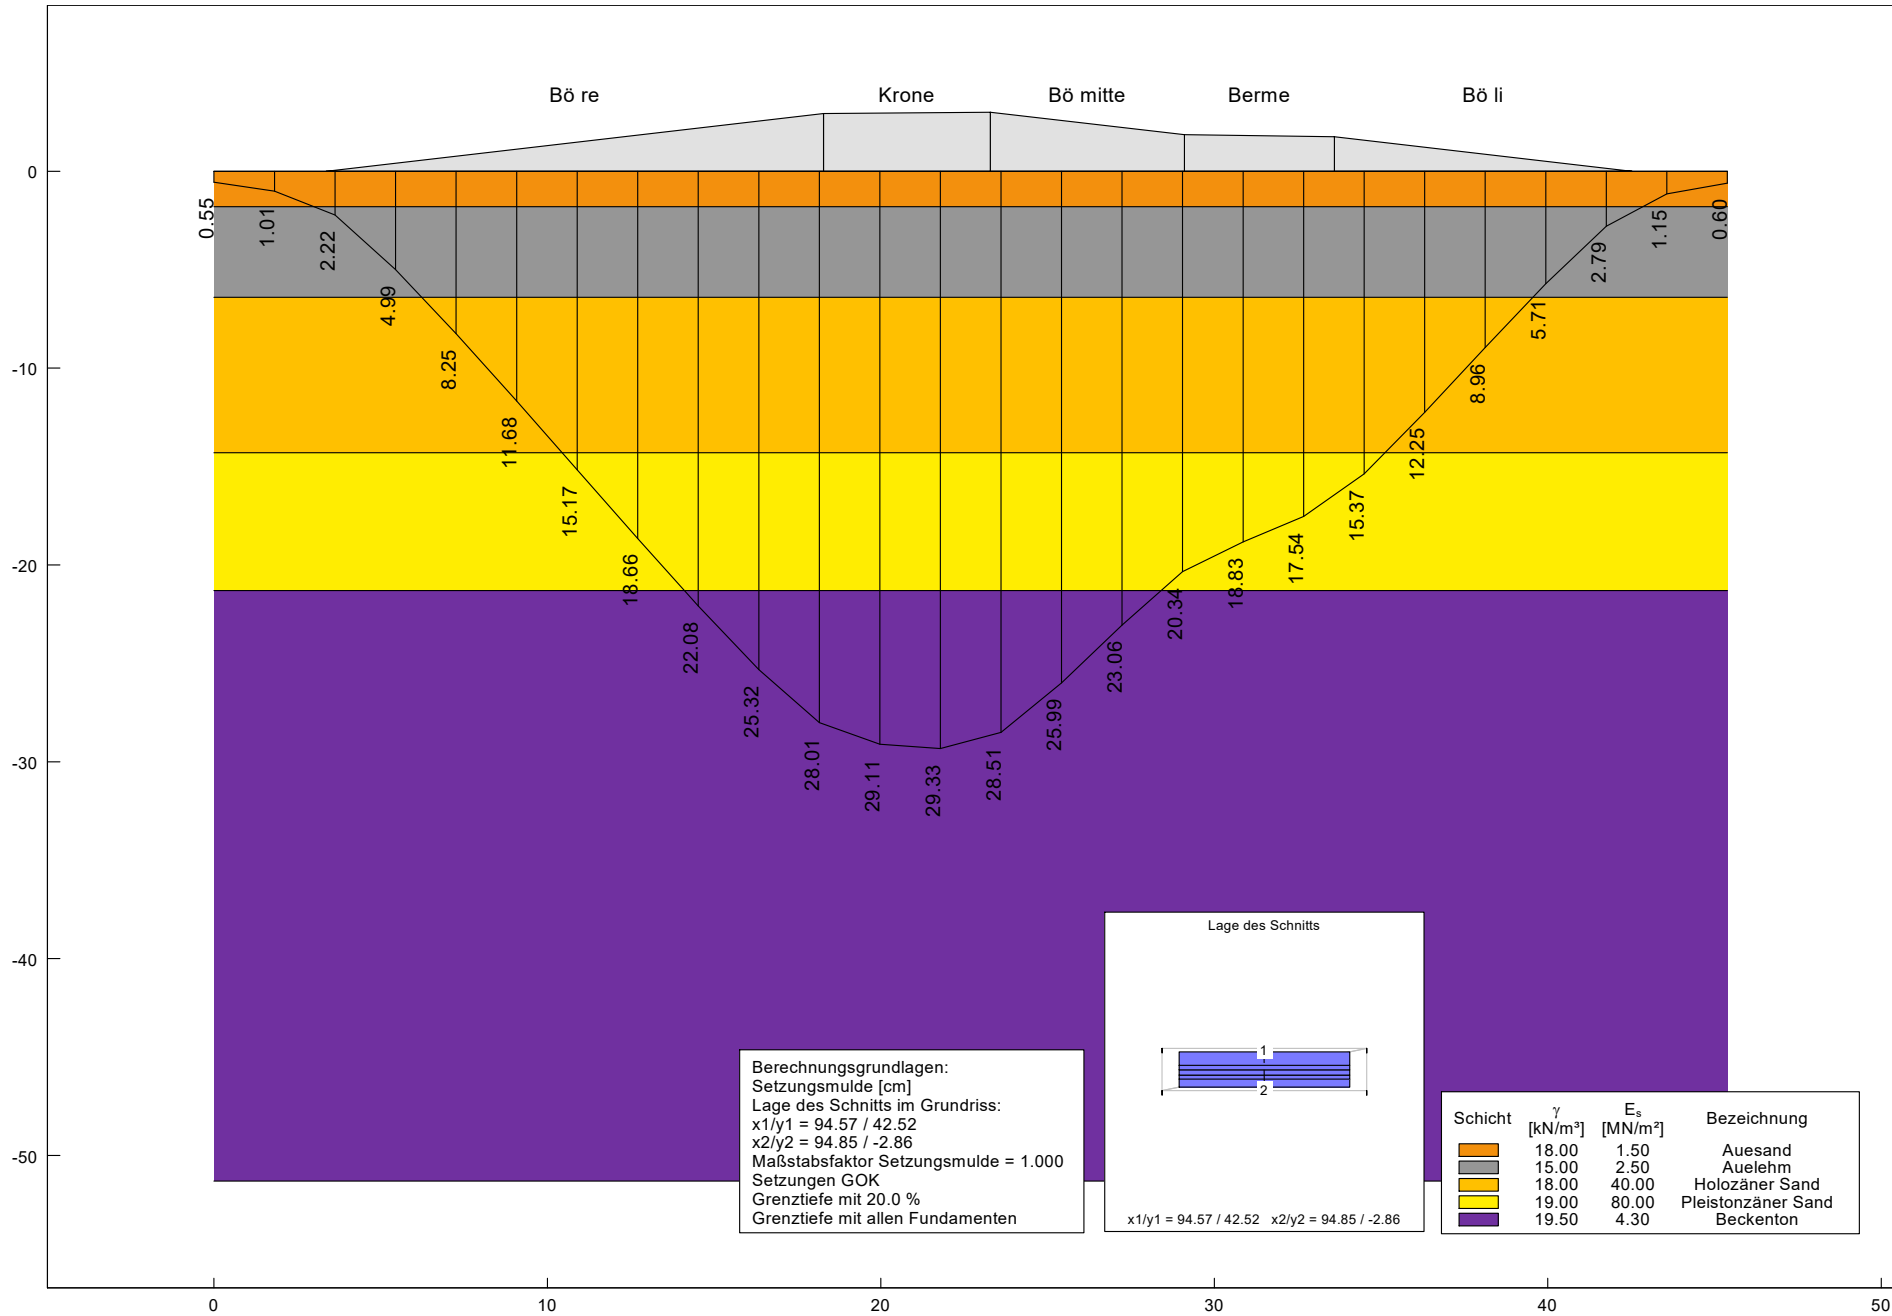 Bö re Krone Bö mitte Berme Bö li
0
-10
-20
-30
-40
-50
0.55 1.01 2.22 4.99 8.25 11.68 15.17 18.66 22.08 25.32 28.01 29.11 29.33 28.51 25.99 23.06 20.34 18.83 17.54 15.37 12.25 8.96 5.71 2.79 1.15 0.60
Berechnungsgrundlagen:
Setzungsmulde [cm]
Lage des Schnitts im Grundriss:
x1/y1 = 94.57 / 42.52
x2/y2 = 94.85 / -2.86
Maßstabsfaktor Setzungsmulde = 1.000
Setzungen GOK
Grenztiefe mit 20.0 %
Grenztiefe mit allen Fundamenten
Lage des Schnitts
1
2
x1/y1 = 94.57 / 42.52 x2/y2 = 94.85 / -2.86
Schicht γ [kN/m³] Es [MN/m²] Bezeichnung
18.00 1.50 Auesand
15.00 2.50 Auelehm
18.00 40.00 Holozäner Sand
19.00 80.00 Pleistonzäner Sand
19.50 4.30 Beckenton
0 10 20 30 40 50